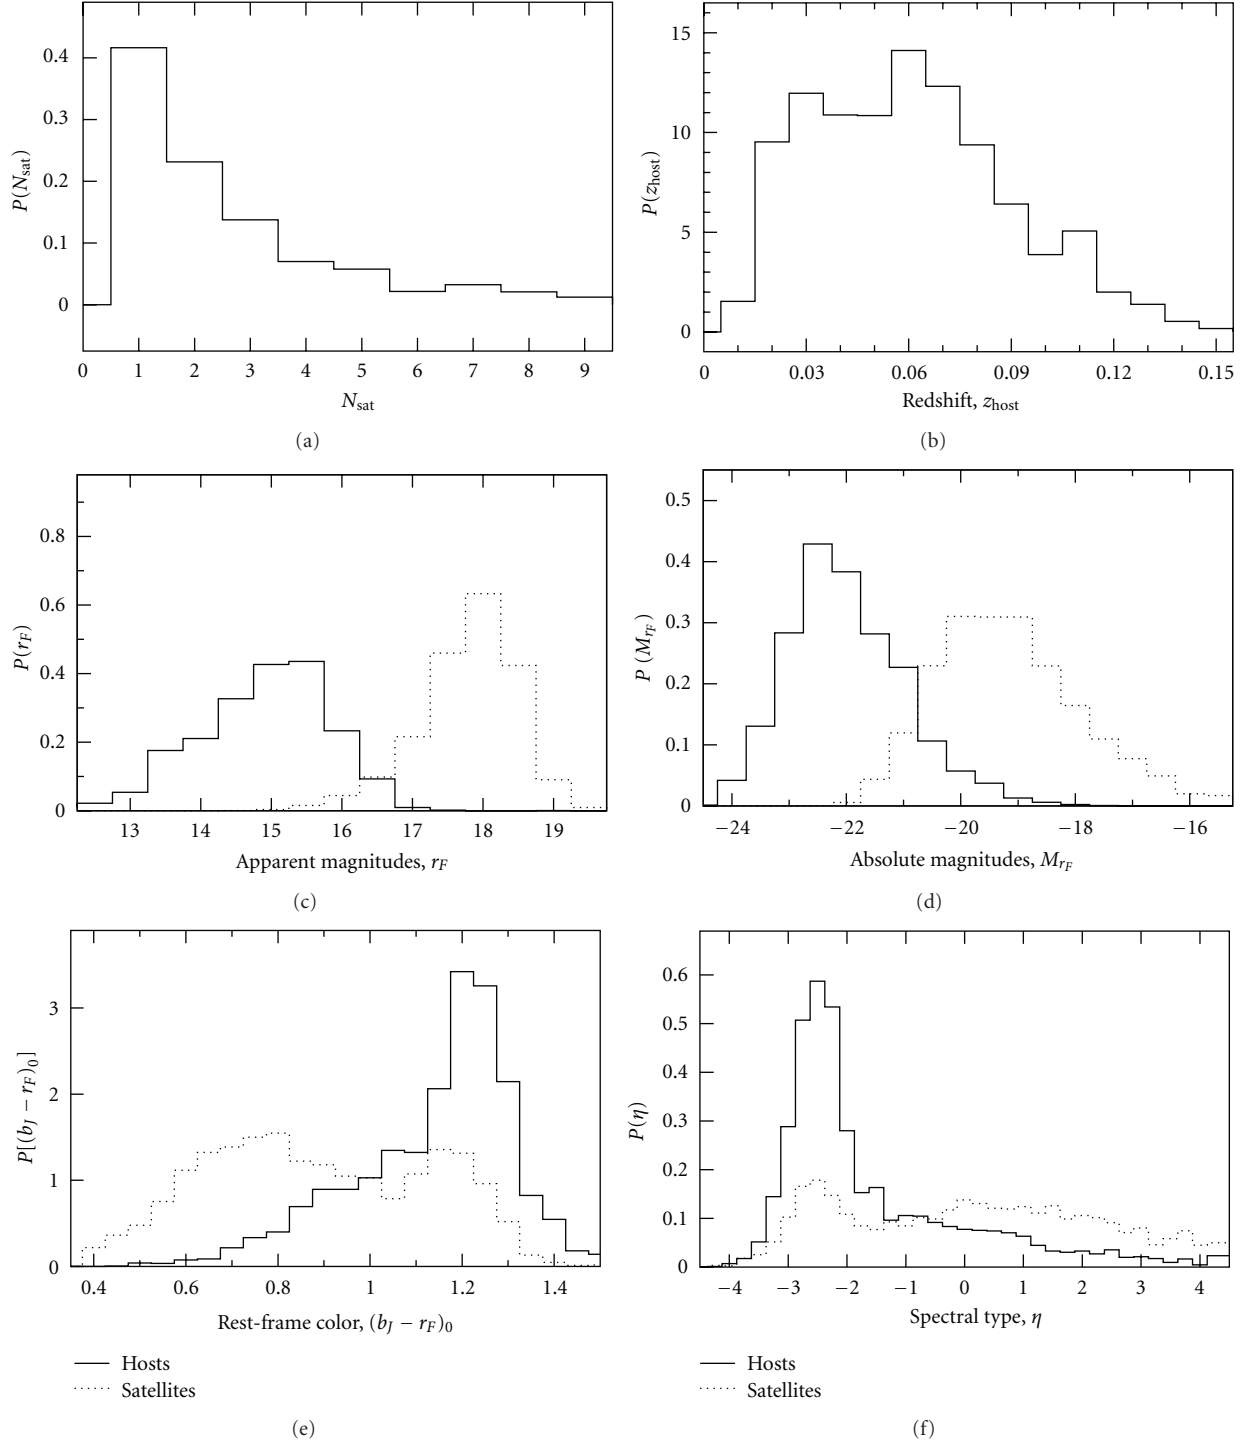 0.4
0.3
0.2
0.1
0
P(N_sat)
0 1 2 3 4 5 6 7 8 9
N_sat
(a)
15
10
5
0
P(z_host)
0 0.03 0.06 0.09 0.12 0.15
Redshift, z_host
(b)
0.8
0.6
0.4
0.2
0
P(r_F)
13 14 15 16 17 18 19
Apparent magnitudes, r_F
(c)
0.5
0.4
0.3
0.2
0.1
0
P (M_{r_F})
−24 −22 −20 −18 −16
Absolute magnitudes, M_{r_F}
(d)
3
2
1
0
P[(b_J − r_F)_0]
0.4 0.6 0.8 1 1.2 1.4
Rest-frame color, (b_J − r_F)_0
Hosts
Satellites
(e)
0.6
0.5
0.4
0.3
0.2
0.1
0
P(η)
−4 −3 −2 −1 0 1 2 3 4
Spectral type, η
Hosts
Satellites
(f)